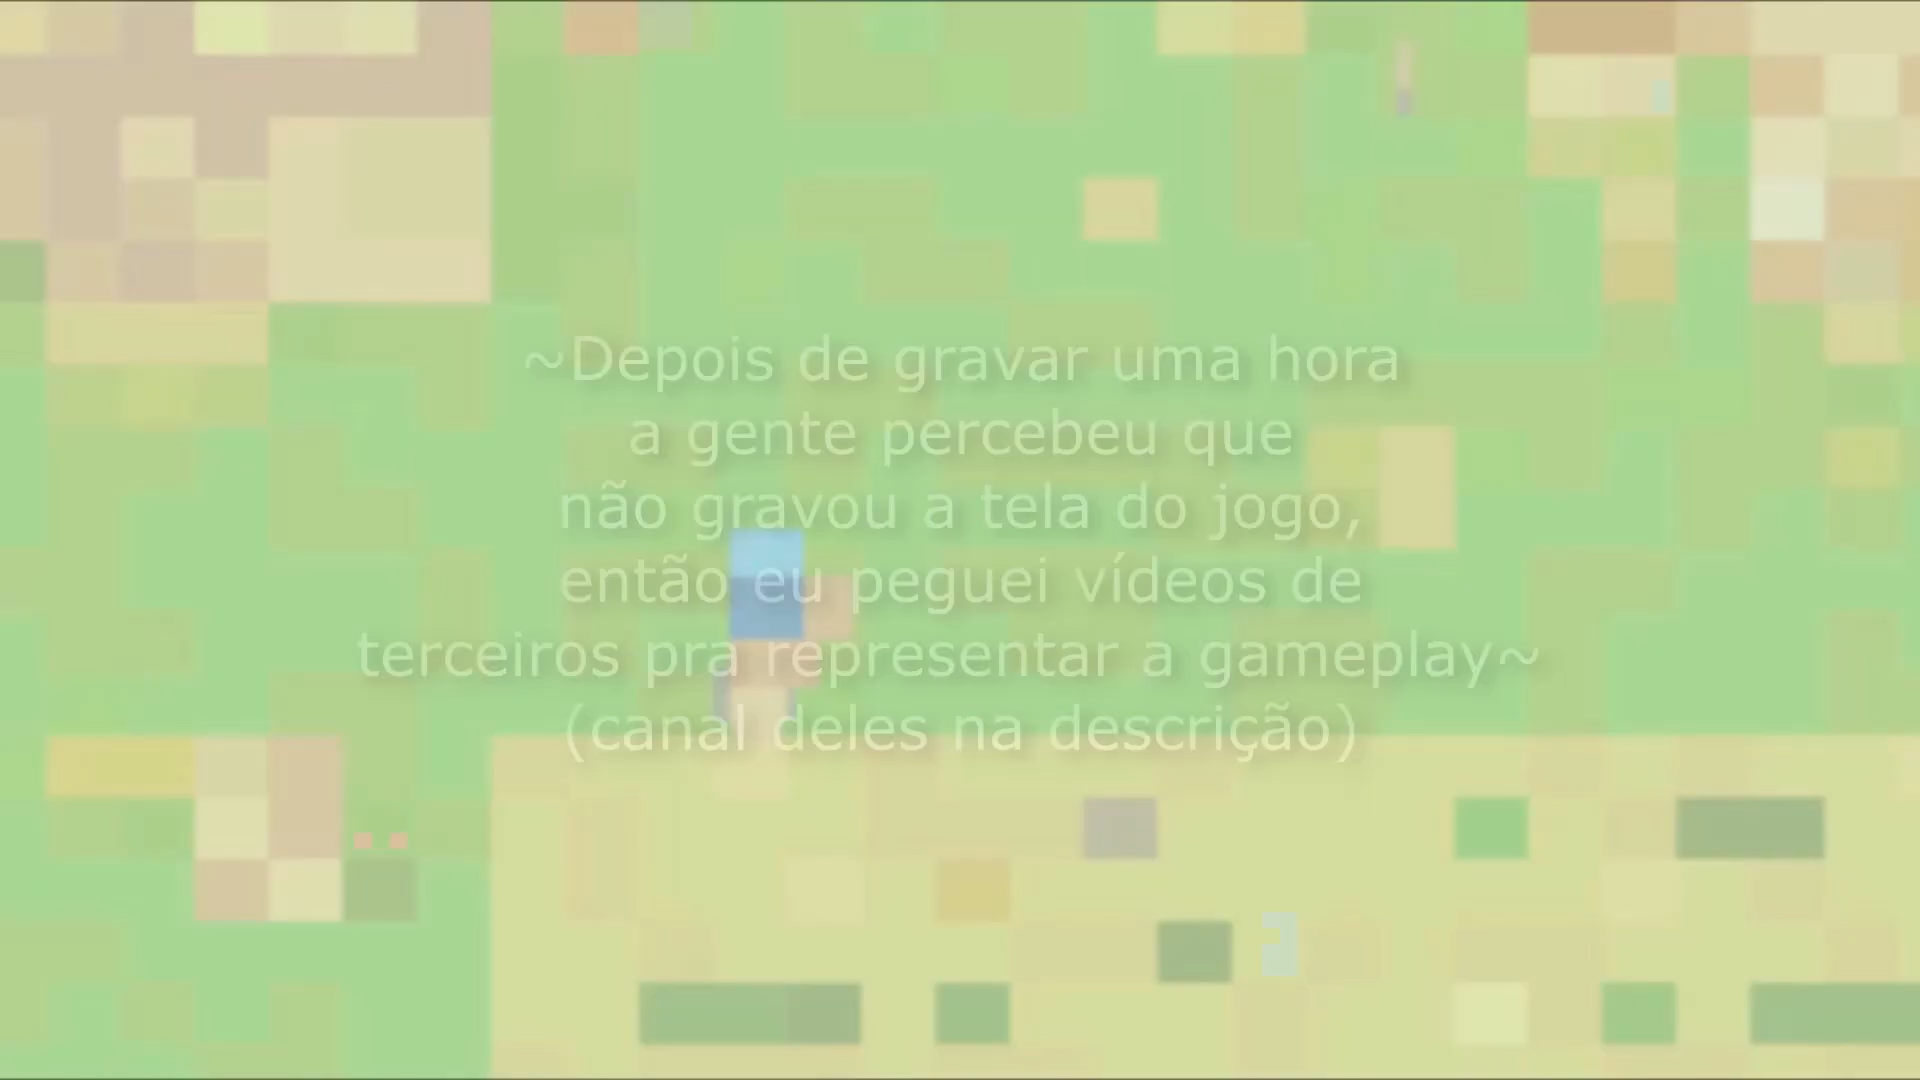 ~Depois de gravar uma hora
a gente percebeu que
não gravou a tela do jogo,
então eu peguei vídeos de
terceiros pra representar a gameplay~
(canal deles na descrição)